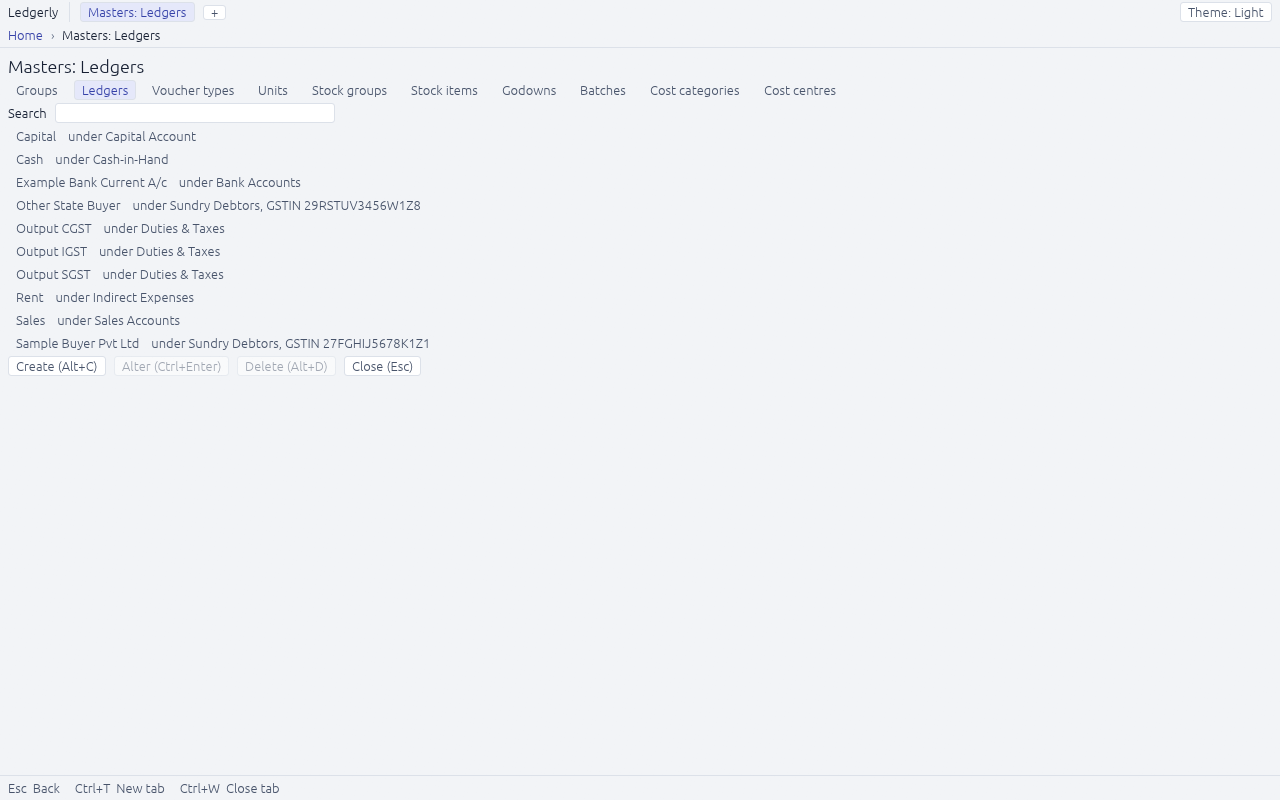 Ledgerly Masters: Ledgers + Theme: Light
Home › Masters: Ledgers
Masters: Ledgers
Groups Ledgers Voucher types Units Stock groups Stock items Godowns Batches Cost categories Cost centres
Search
Capital under Capital Account
Cash under Cash-in-Hand
Example Bank Current A/c under Bank Accounts
Other State Buyer under Sundry Debtors, GSTIN 29RSTUV3456W1Z8
Output CGST under Duties & Taxes
Output IGST under Duties & Taxes
Output SGST under Duties & Taxes
Rent under Indirect Expenses
Sales under Sales Accounts
Sample Buyer Pvt Ltd under Sundry Debtors, GSTIN 27FGHIJ5678K1Z1
Create (Alt+C) Alter (Ctrl+Enter) Delete (Alt+D) Close (Esc)
Esc Back Ctrl+T New tab Ctrl+W Close tab